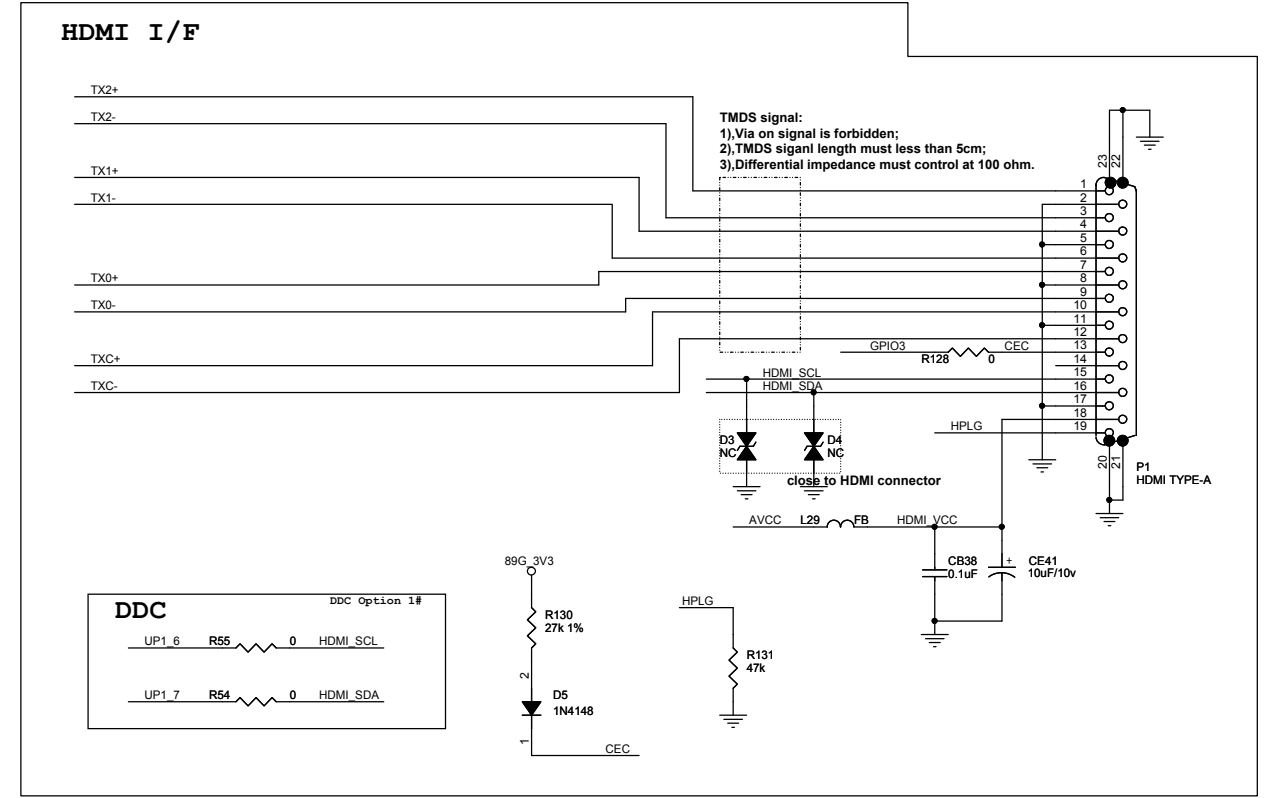 HDMI I/F
TX2+
TX2-
TMDS signal:
1),Via on signal is forbidden;
2),TMDS siganl length must less than 5cm;
3),Differential impedance must control at 100 ohm.
TX1+
TX1-
TX0+
TX0-
TXC+
TXC-
23
22
1
2
3
4
5
6
7
8
9
10
11
12
13
14
15
16
17
18
19
20
21
GPIO3
R128
0
CEC
HDMI_SCL
HDMI_SDA
HPLG
D3
NC
D4
NC
close to HDMI connector
P1
HDMI TYPE-A
AVCC
L29
FB
HDMI_VCC
CB38
0.1uF
+
CE41
10uF/10v
89G_3V3
R130
27k 1%
2
D5
1N4148
1
CEC
HPLG
R131
47k
DDC
DDC Option 1#
UP1_6
R55
0
HDMI_SCL
UP1_7
R54
0
HDMI_SDA